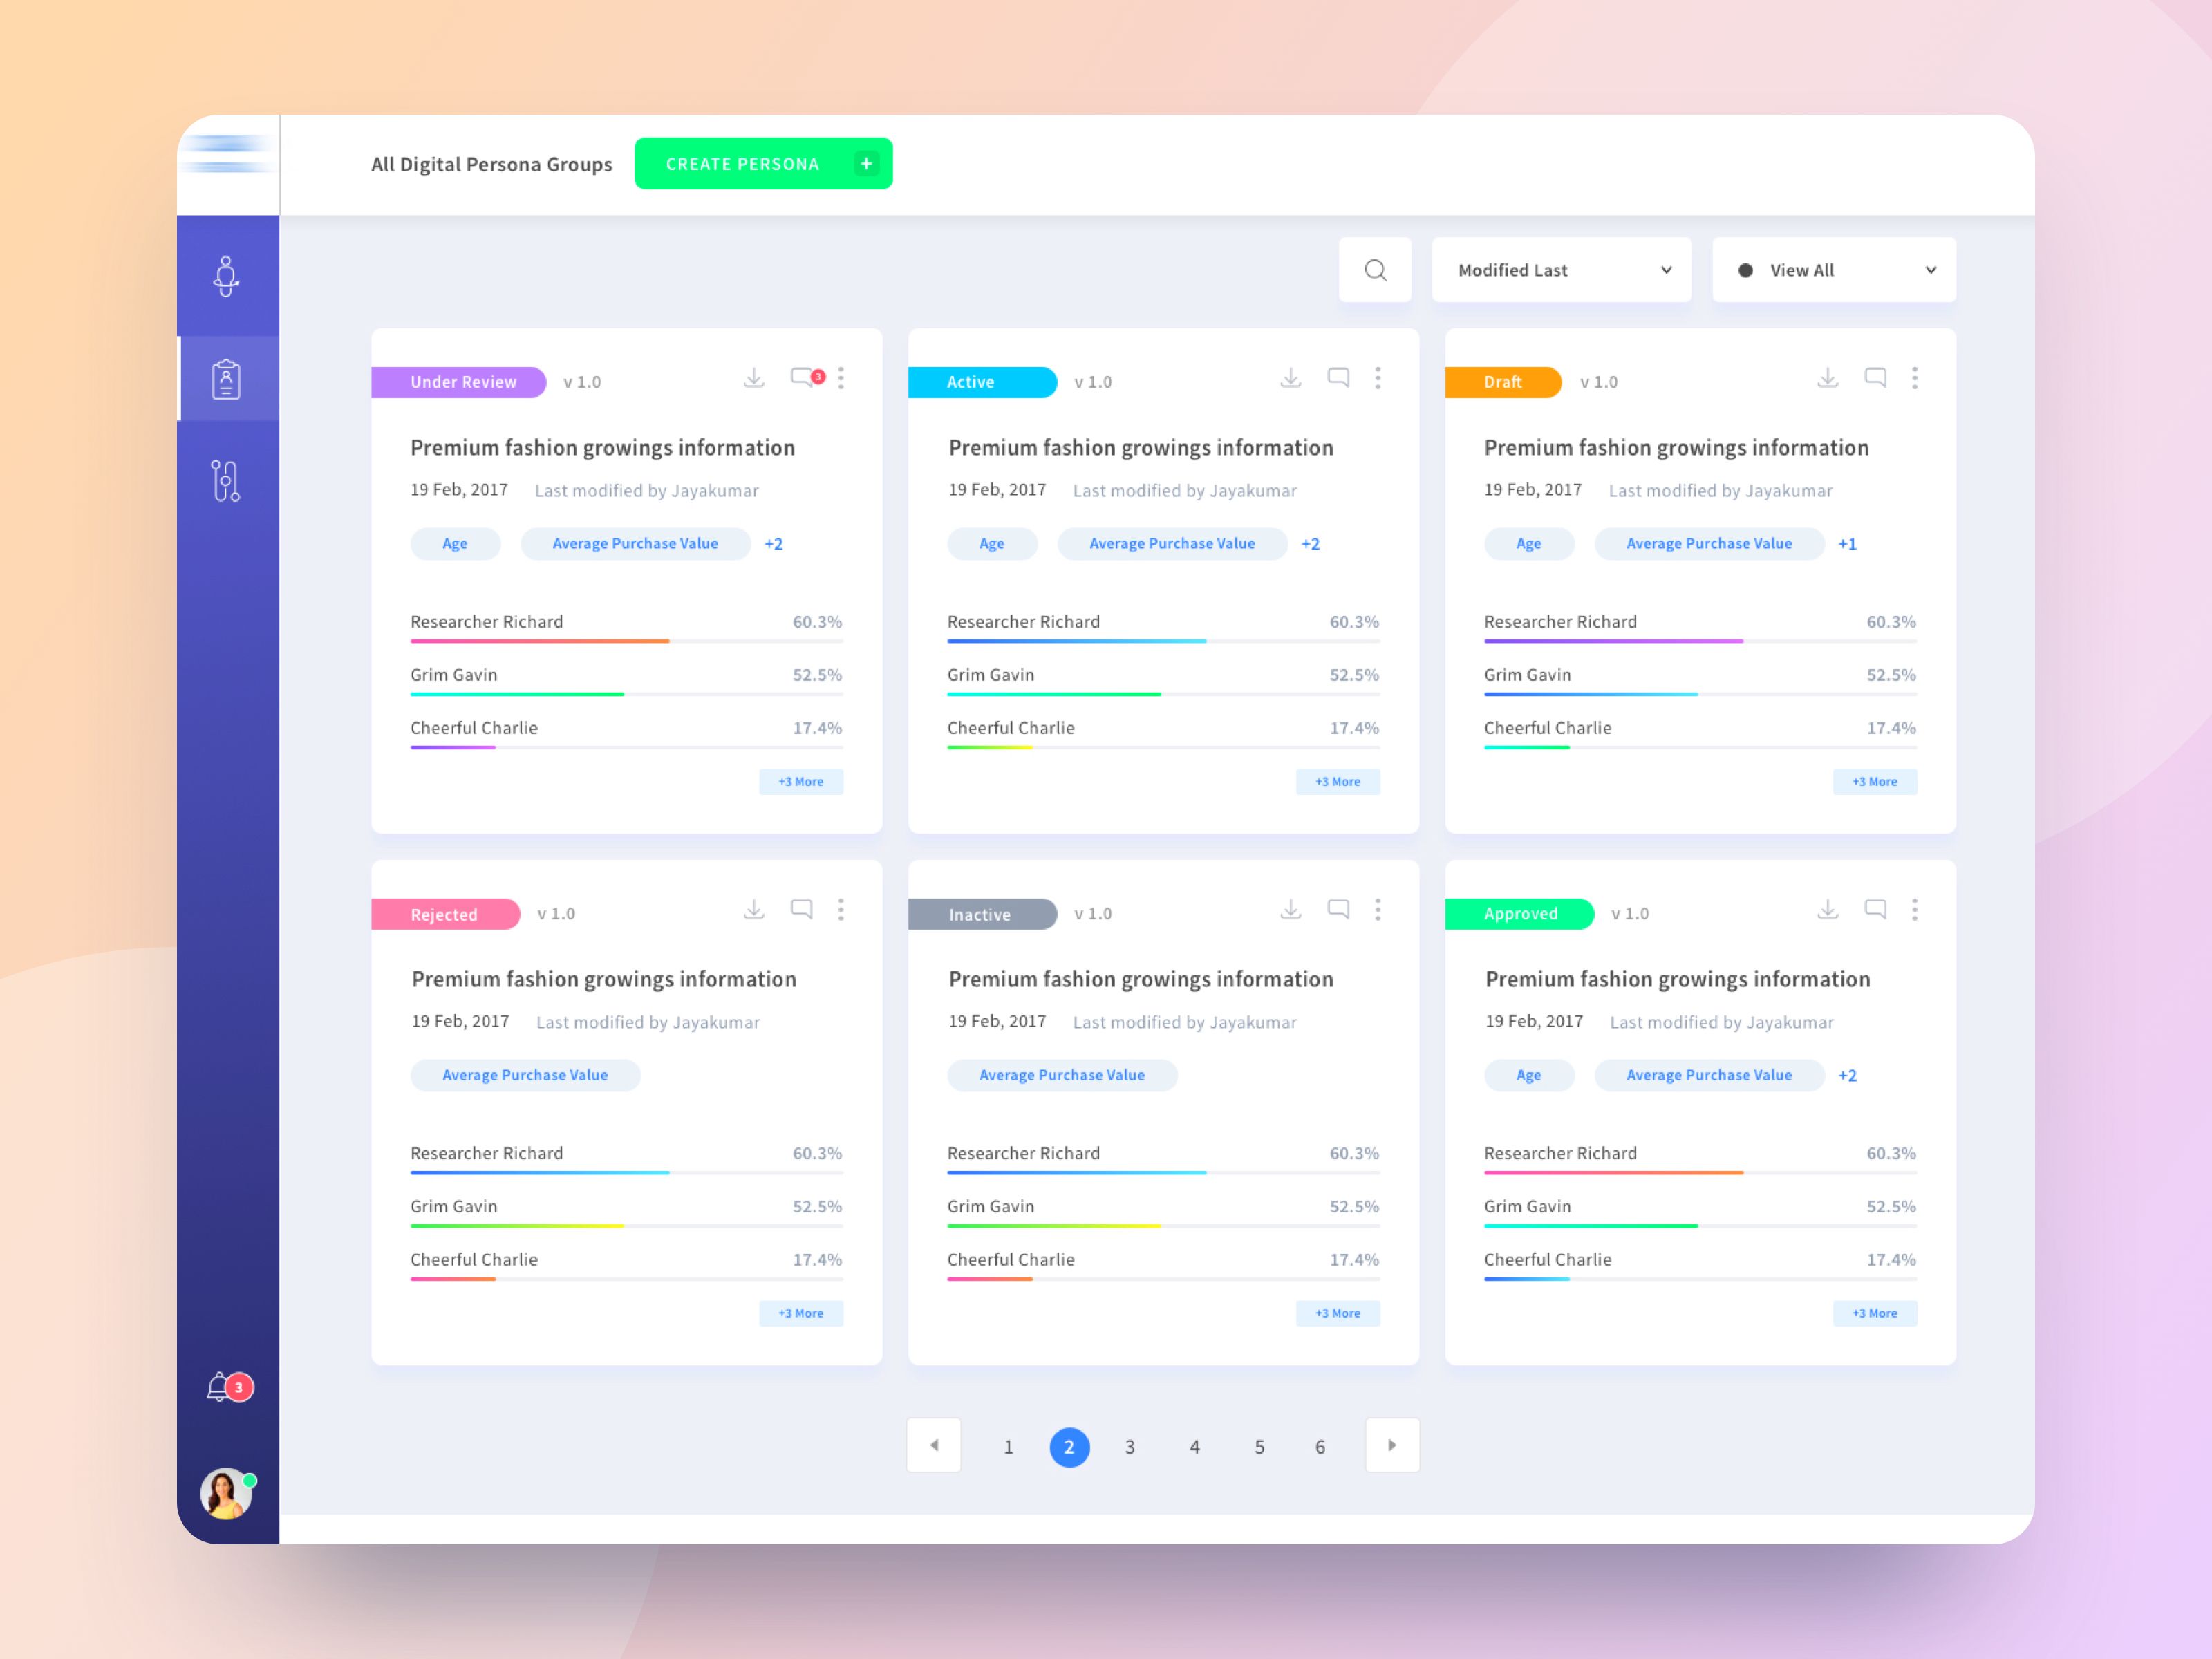 All Digital Persona Groups
CREATE PERSONA +
Modified Last
View All
Under Review
v 1.0
3
Premium fashion growings information
19 Feb, 2017 Last modified by Jayakumar
Age Average Purchase Value +2
Researcher Richard 60.3%
Grim Gavin 52.5%
Cheerful Charlie 17.4%
+3 More
Active
v 1.0
Premium fashion growings information
19 Feb, 2017 Last modified by Jayakumar
Age Average Purchase Value +2
Researcher Richard 60.3%
Grim Gavin 52.5%
Cheerful Charlie 17.4%
+3 More
Draft
v 1.0
Premium fashion growings information
19 Feb, 2017 Last modified by Jayakumar
Age Average Purchase Value +1
Researcher Richard 60.3%
Grim Gavin 52.5%
Cheerful Charlie 17.4%
+3 More
Rejected
v 1.0
Premium fashion growings information
19 Feb, 2017 Last modified by Jayakumar
Average Purchase Value
Researcher Richard 60.3%
Grim Gavin 52.5%
Cheerful Charlie 17.4%
+3 More
Inactive
v 1.0
Premium fashion growings information
19 Feb, 2017 Last modified by Jayakumar
Average Purchase Value
Researcher Richard 60.3%
Grim Gavin 52.5%
Cheerful Charlie 17.4%
+3 More
Approved
v 1.0
Premium fashion growings information
19 Feb, 2017 Last modified by Jayakumar
Age Average Purchase Value +2
Researcher Richard 60.3%
Grim Gavin 52.5%
Cheerful Charlie 17.4%
+3 More
3
1 2 3 4 5 6